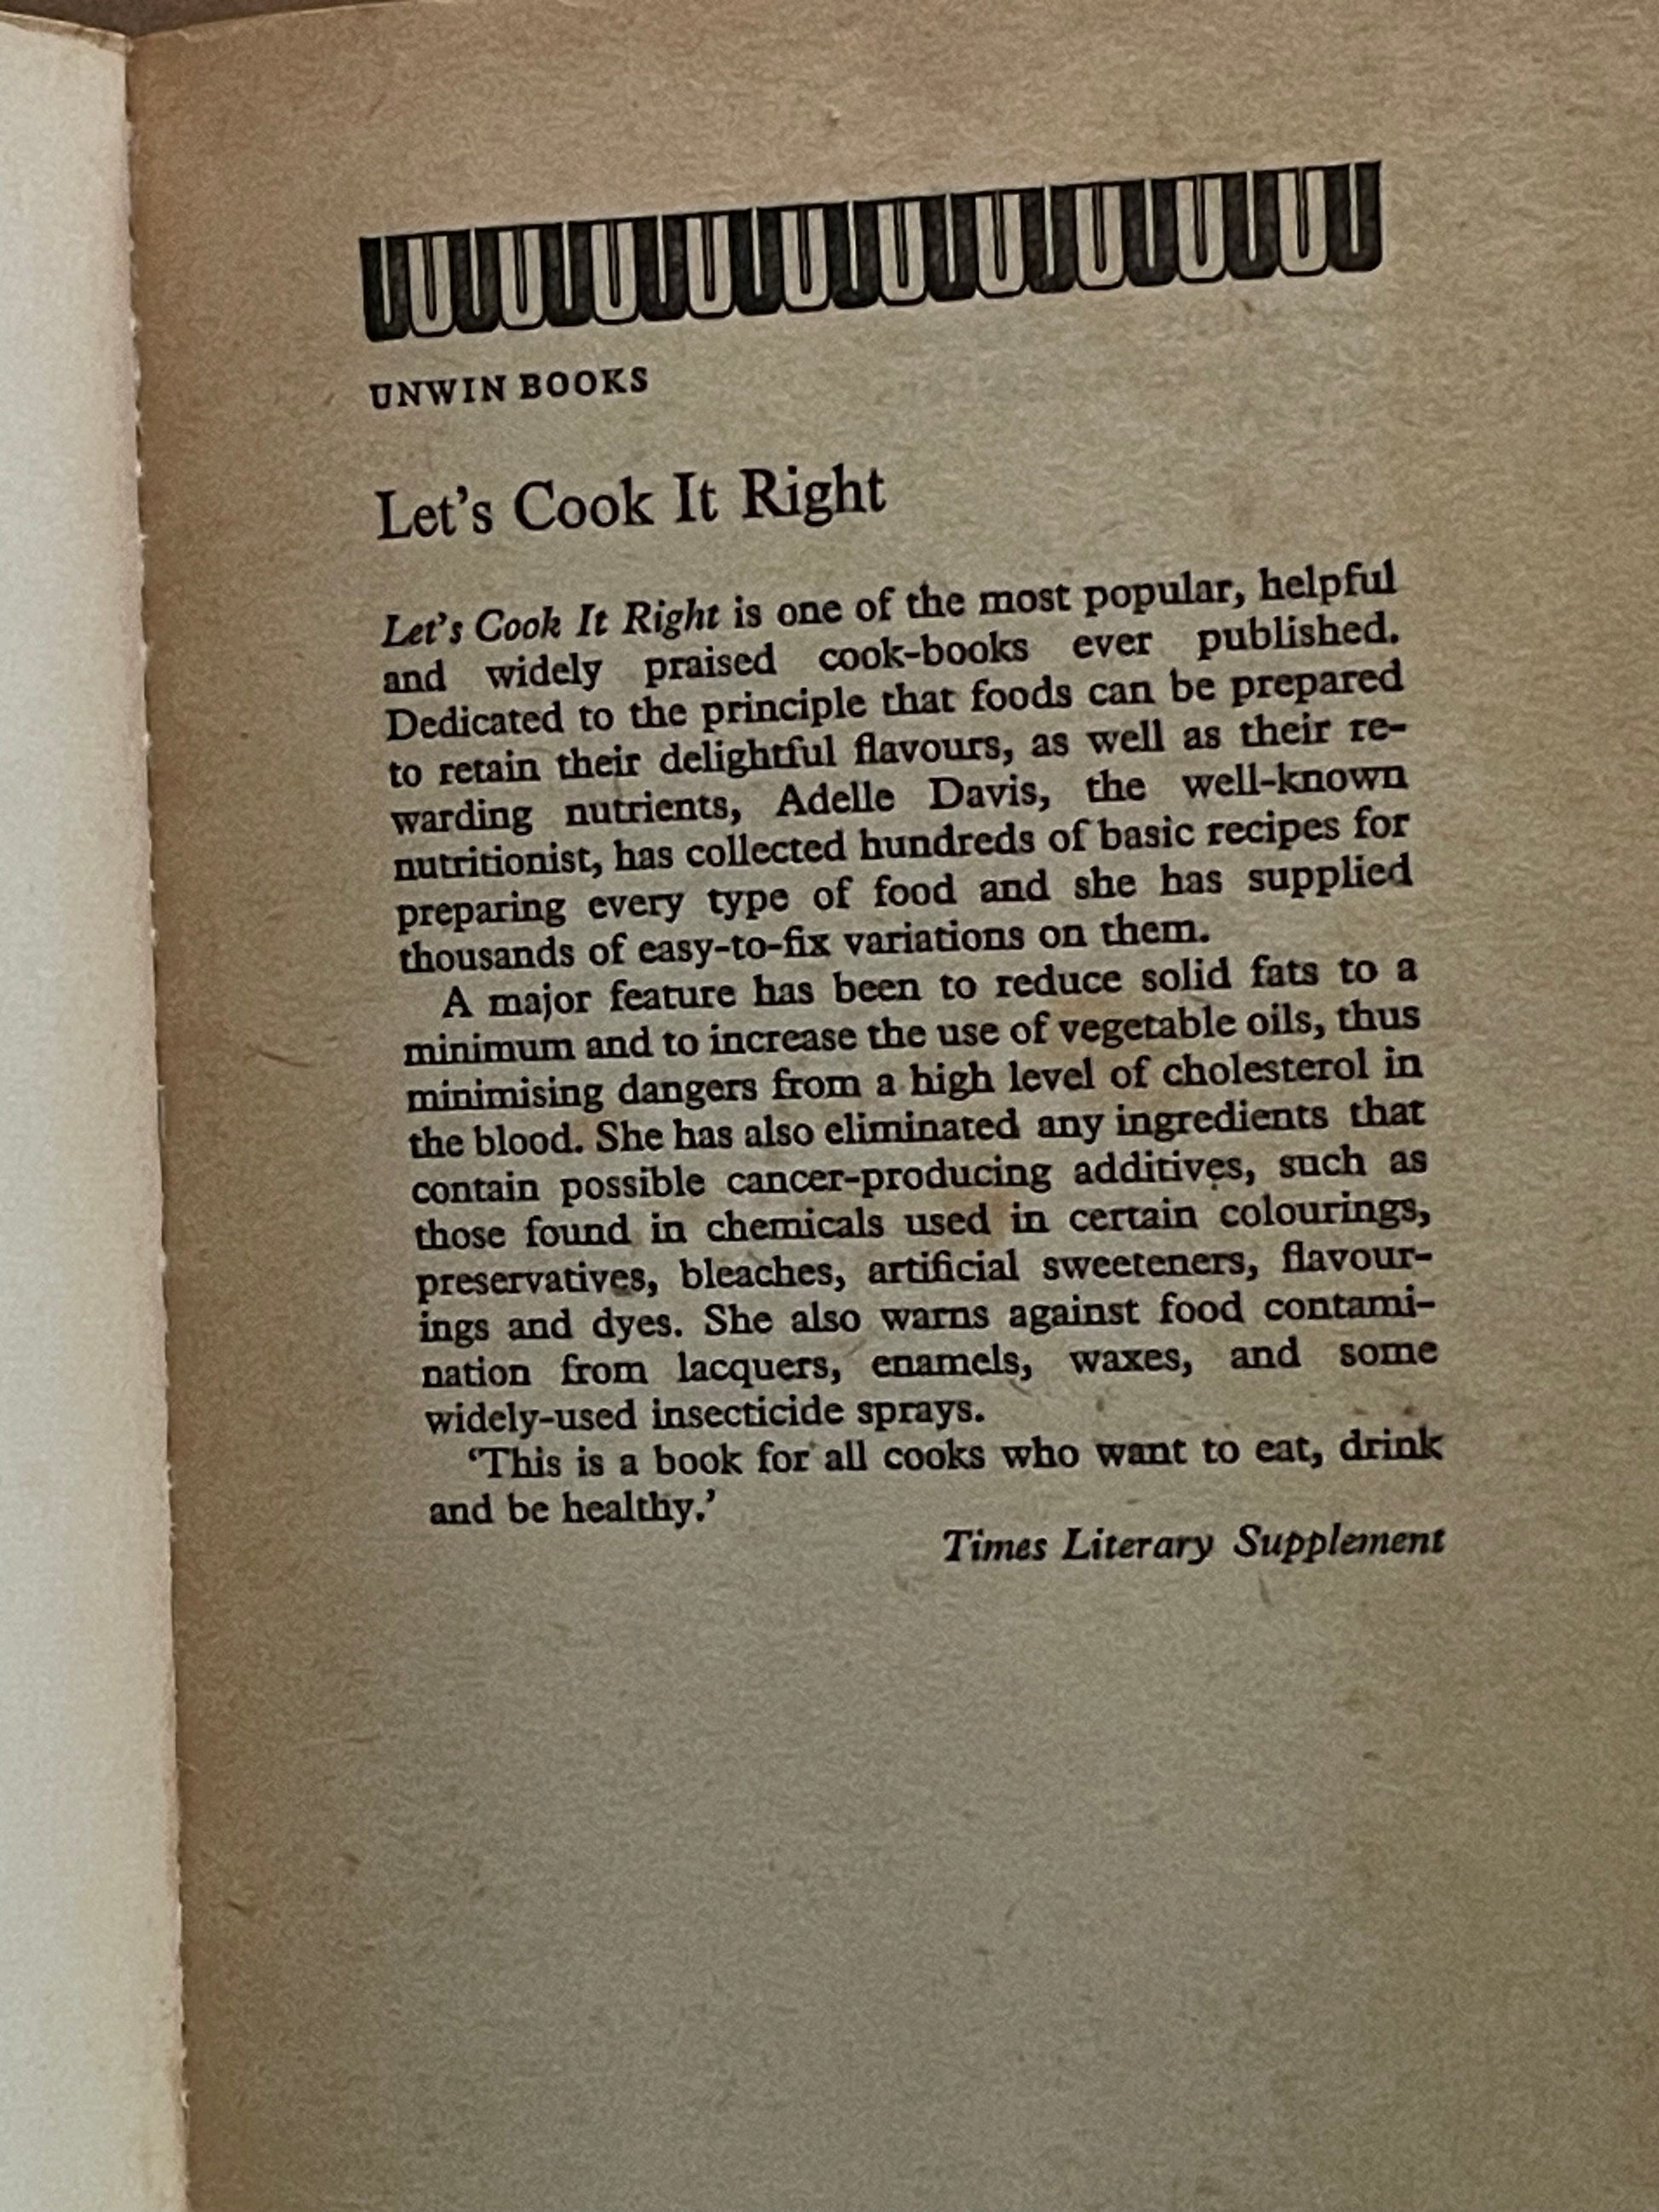 UNWIN BOOKS
Let's Cook It Right
Let's Cook It Right is one of the most popular, helpful
and widely praised cook-books ever published.
Dedicated to the principle that foods can be prepared
to retain their delightful flavours, as well as their re-
warding nutrients, Adelle Davis, the well-known
nutritionist, has collected hundreds of basic recipes for
preparing every type of food and she has supplied
thousands of easy-to-fix variations on them.
A major feature has been to reduce solid fats to a
minimum and to increase the use of vegetable oils, thus
minimising dangers from a high level of cholesterol in
the blood. She has also eliminated any ingredients that
contain possible cancer-producing additives, such as
those found in chemicals used in certain colourings,
preservatives, bleaches, artificial sweeteners, flavour-
ings and dyes. She also warns against food contami-
nation from lacquers, enamels, waxes, and some
widely-used insecticide sprays.
‘This is a book for all cooks who want to eat, drink
and be healthy.’
Times Literary Supplement